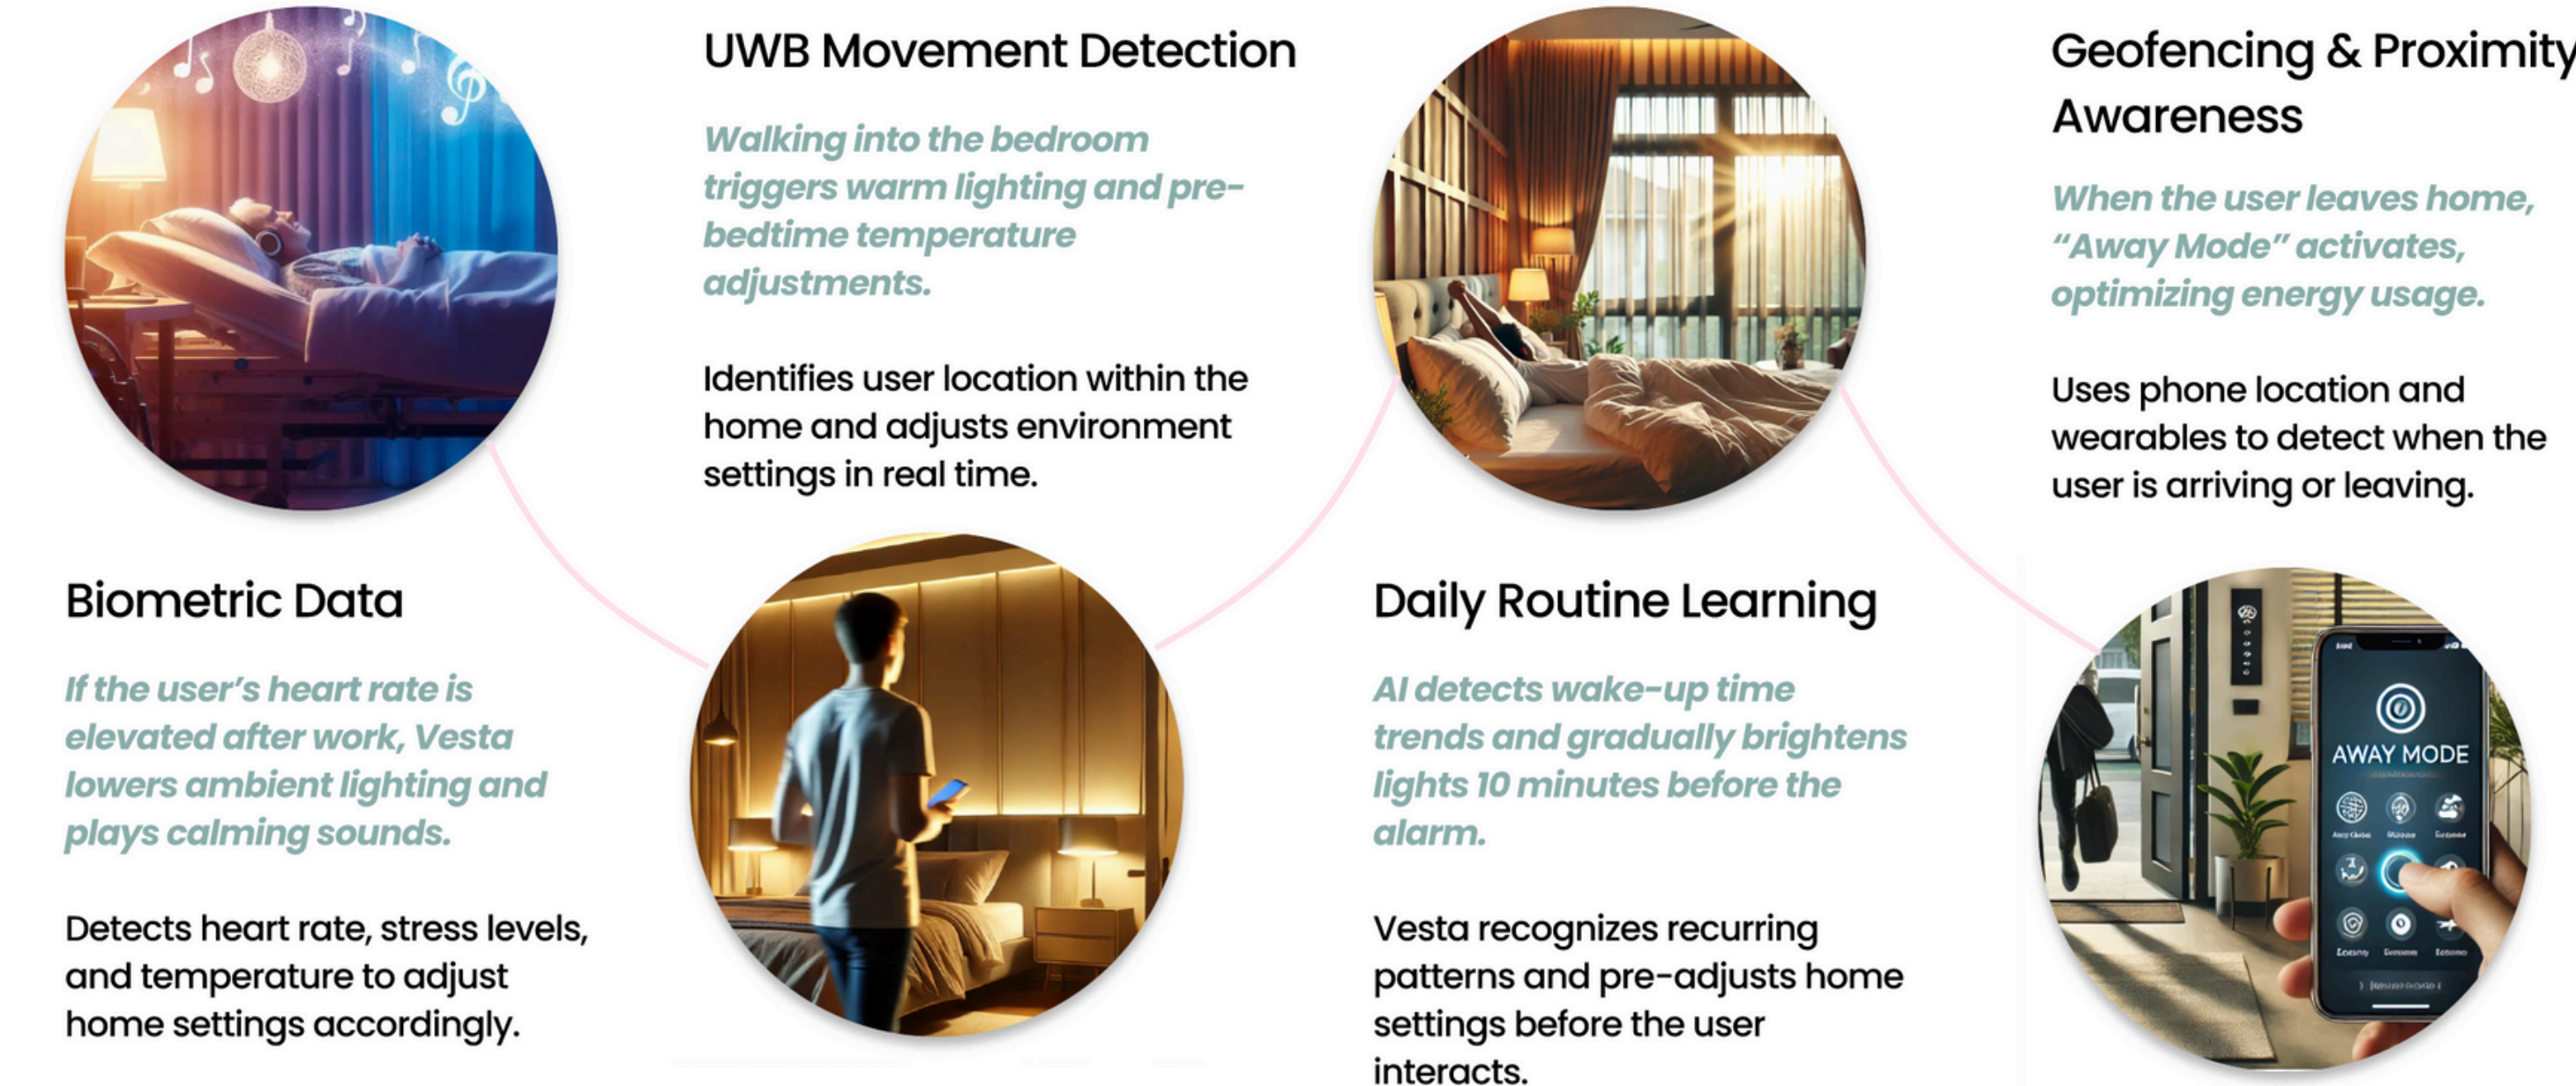 Biometric Data
If the user's heart rate is
elevated after work, Vesta
lowers ambient lighting and
plays calming sounds.
Detects heart rate, stress levels,
and temperature to adjust
home settings accordingly.
UWB Movement Detection
Walking into the bedroom
triggers warm lighting and pre-
bedtime temperature
adjustments.
Identifies user location within the
home and adjusts environment
settings in real time.
Daily Routine Learning
AI detects wake-up time
trends and gradually brightens
lights 10 minutes before the
alarm.
Vesta recognizes recurring
patterns and pre-adjusts home
settings before the user
interacts.
Geofencing & Proximity
Awareness
When the user leaves home,
“Away Mode” activates,
optimizing energy usage.
Uses phone location and
wearables to detect when the
user is arriving or leaving.
AWAY MODE